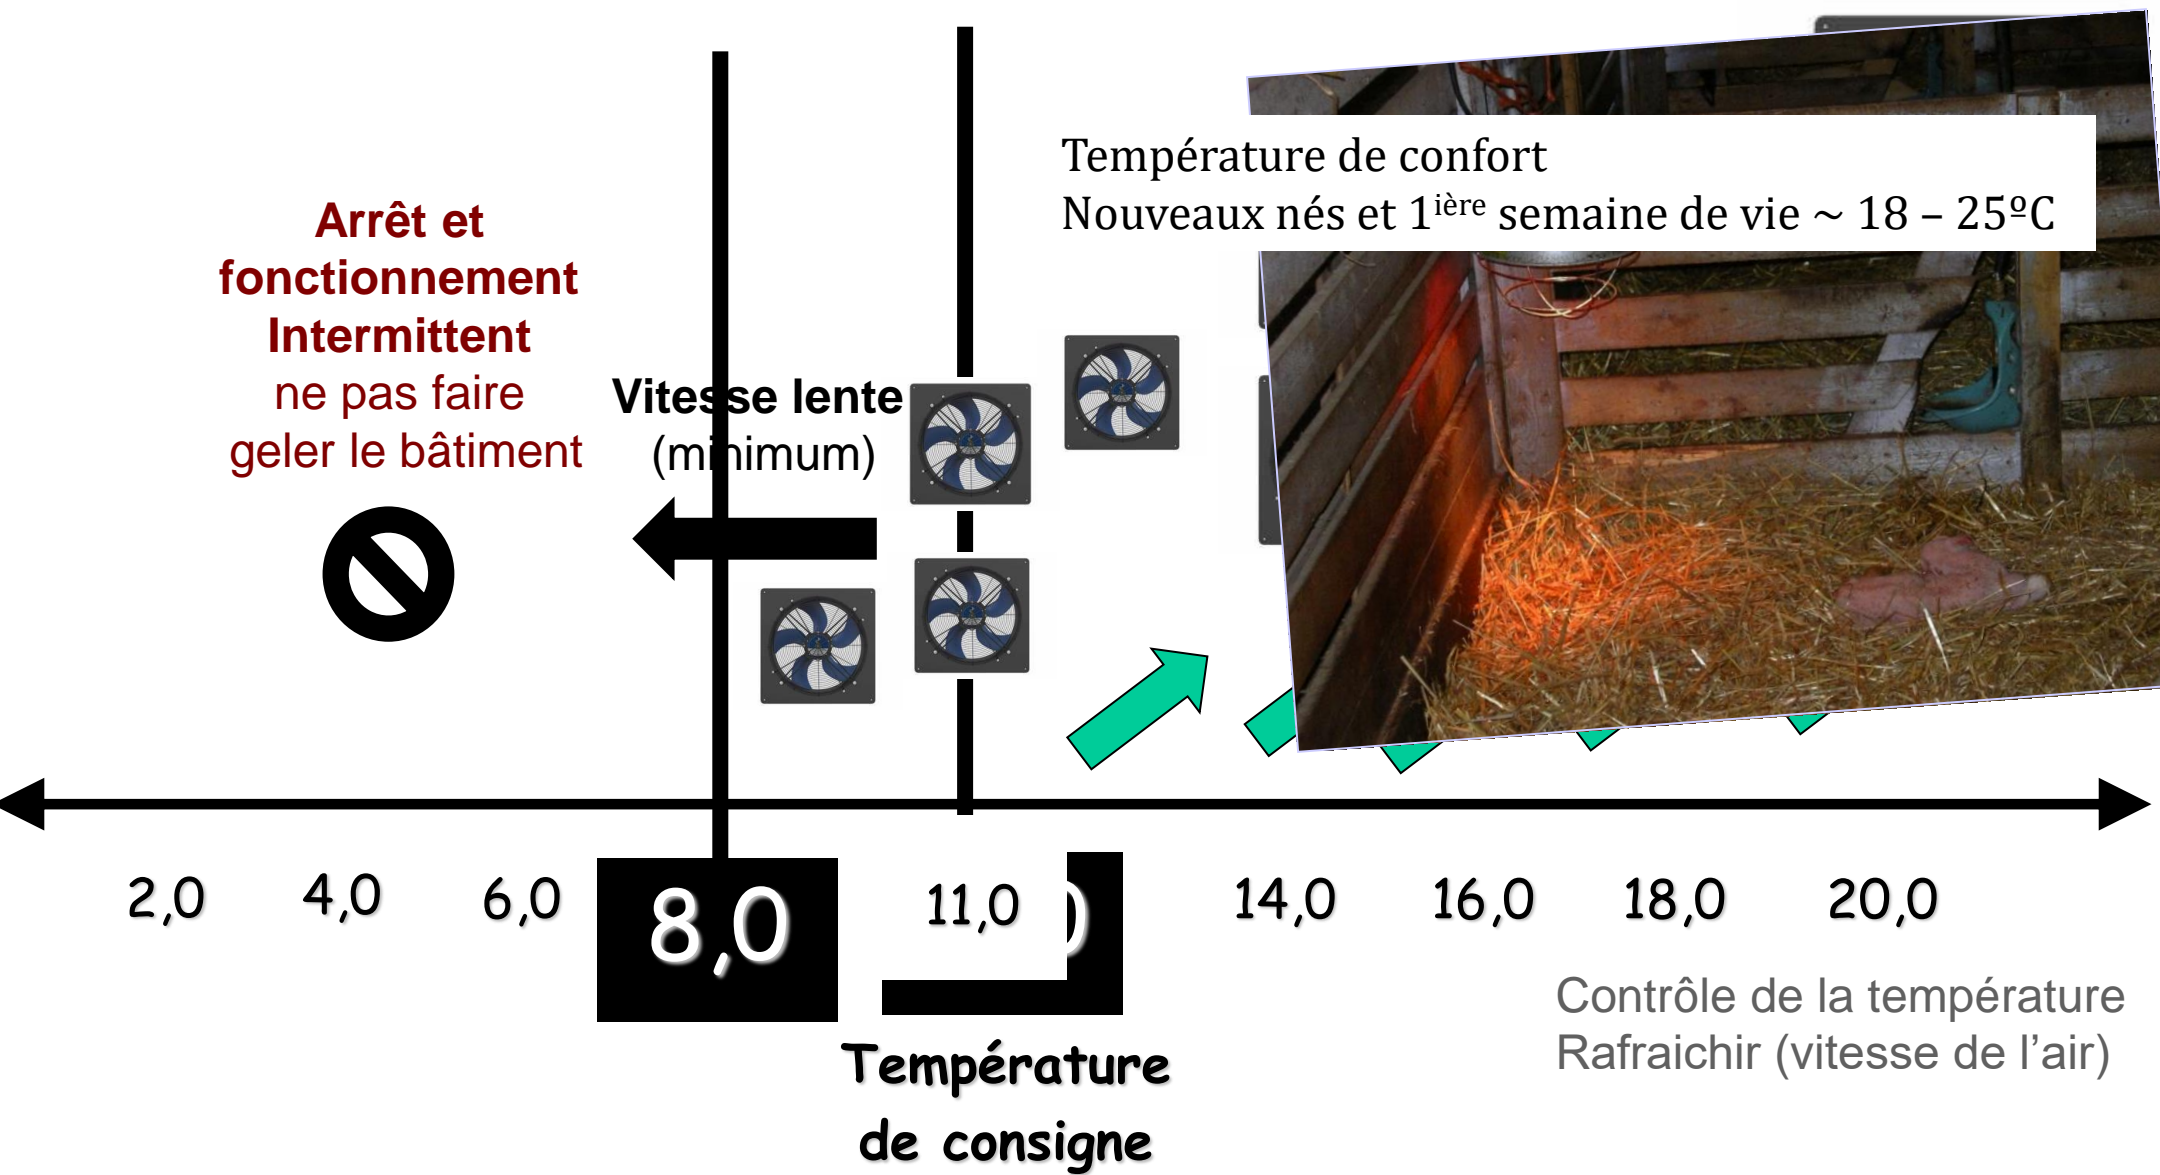 Température de confort
Nouveaux nés et 1ière semaine de vie ~ 18 – 25ºC
Arrêt et
fonctionnement
Intermittent
ne pas faire
geler le bâtiment
Vitesse lente
(minimum)
2,0 4,0 6,0 8,0 11,0 14,0 16,0 18,0 20,0
Température
de consigne
Contrôle de la température
Rafraichir (vitesse de l’air)